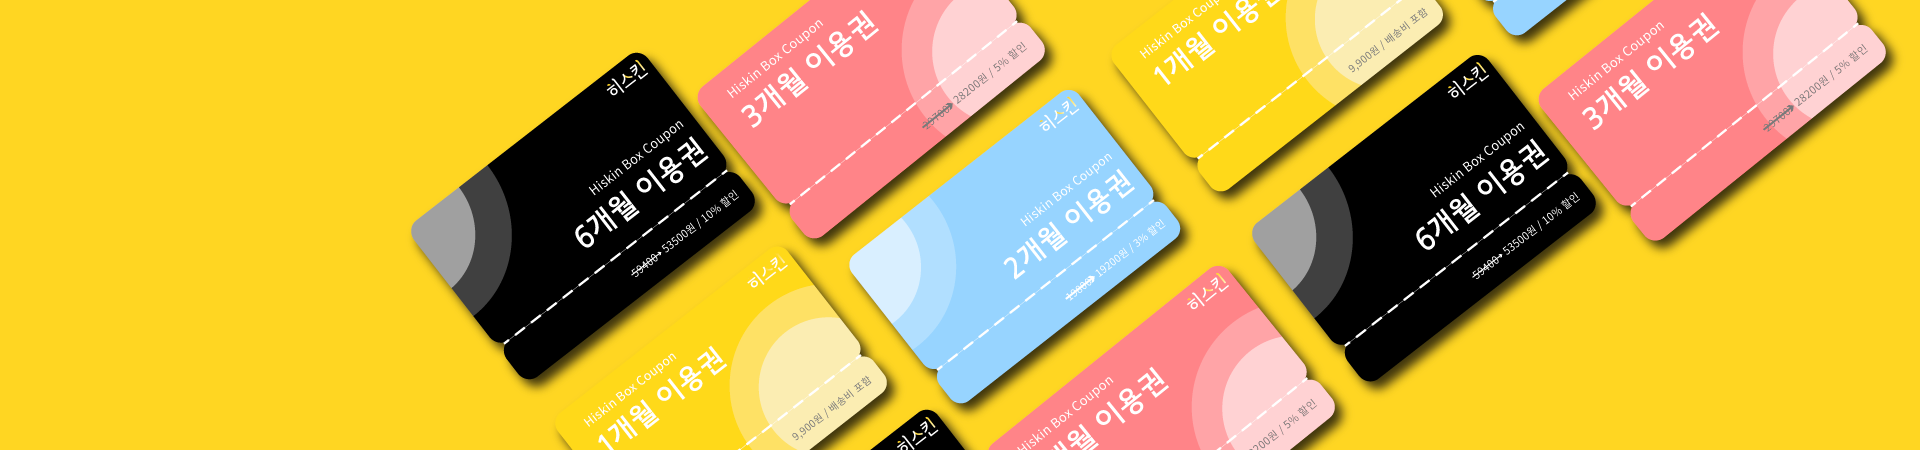 히스킨
Hiskin Box Coupon
6개월 이용권
59400➔ 53500원 / 10% 할인
Hiskin Box Coupon
3개월 이용권
29700➔ 28200원 / 5% 할인
히스킨
Hiskin Box Coupon
1개월 이용권
9,900원 / 배송비 포함
히스킨
Hiskin Box Coupon
2개월 이용권
19800➔ 19200원 / 3% 할인
히스킨
Hiskin Box Coupon
개월 이용권
200원 / 5% 할인
히스킨
Hiskin Box Coupon
1개월 이용권
9,900원 / 배송비 포함
히스킨
Hiskin Box Coupon
6개월 이용권
59400➔ 53500원 / 10% 할인
Hiskin Box Coupon
3개월 이용권
29700➔ 28200원 / 5% 할인